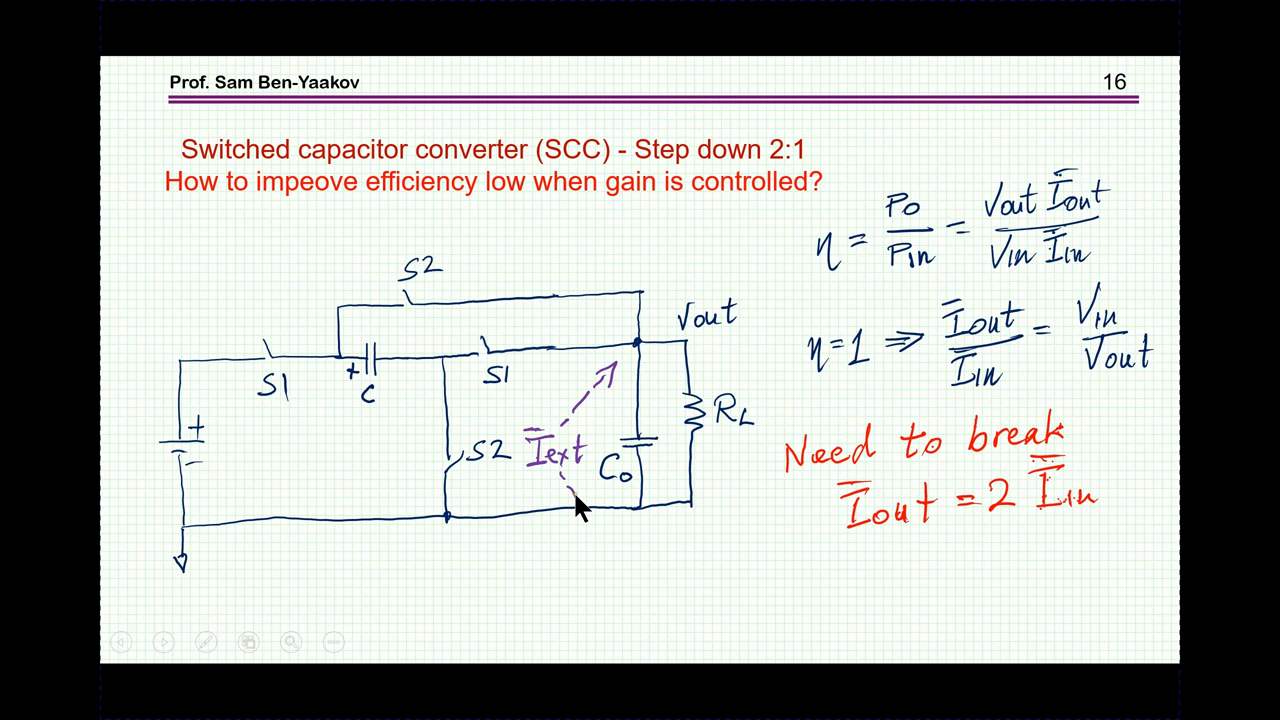 Prof. Sam Ben-Yaakov 16
Switched capacitor converter (SCC) - Step down 2:1
How to impeove efficiency low when gain is controlled?
η = Po/Pin = Vout Īout / Vin Īin
S2
Vout
η=1 ⇒ Īout/Īin = Vin/Vout
S1
+ C
S1
+
-
S2
Īext
Co
RL
Need to break
Īout = 2 Īin